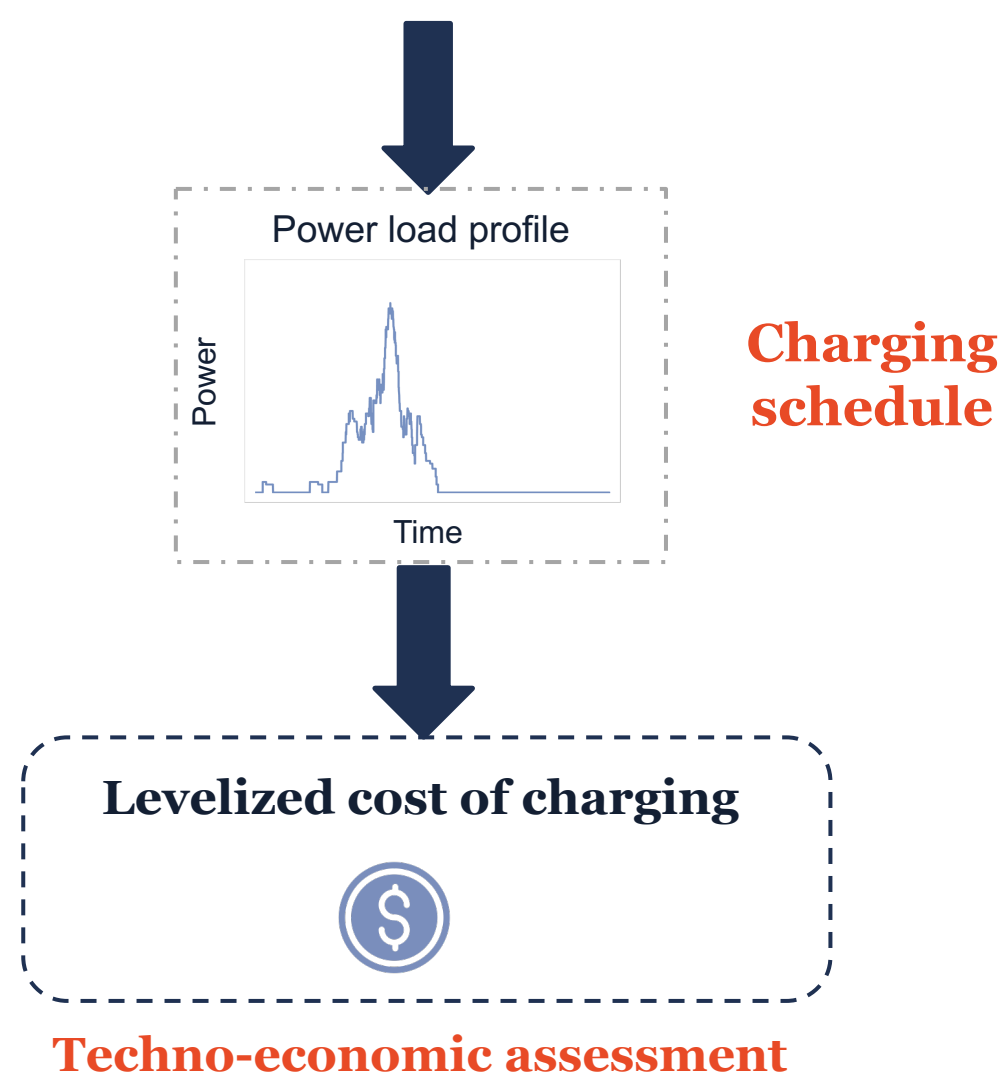 Power load profile
Power
Time
Charging
schedule
Levelized cost of charging
$
Techno-economic assessment